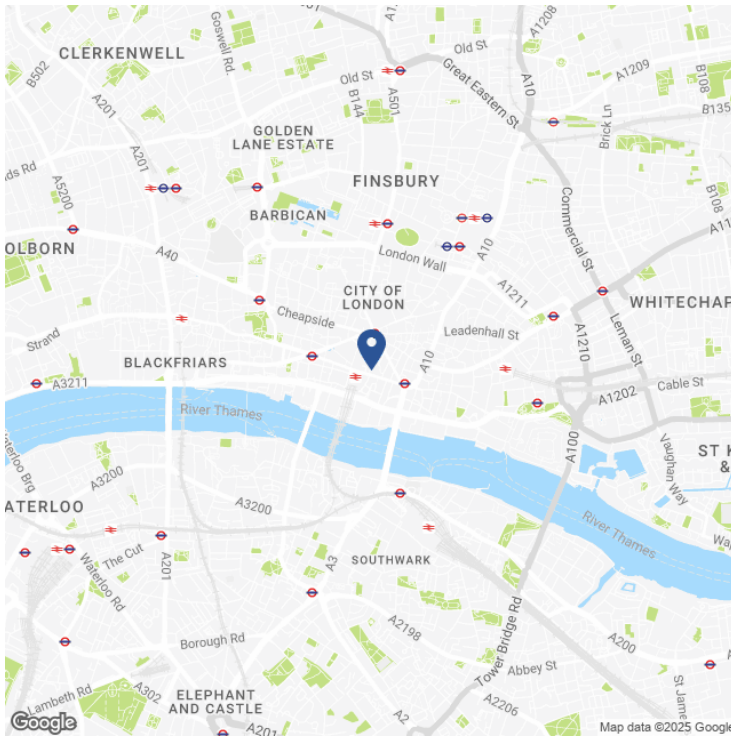 A1208
Goswell Rd.
A501
Old St
A10
CLERKENWELL
B502
Old St
Great Eastern St
A1209
B108
A201
B144
B135
Brick Ln
GOLDEN
LANE ESTATE
A201
ds Rd
FINSBURY
B108
A5200
BARBICAN
Commercial St
A11
OLBORN
A40
London Wall
A10
A1211
CITY OF
LONDON
WHITECHAP
Cheapside
Leadenhall St
Leman St
Strand
A1210
BLACKFRIARS
A10
A3211
Cable St
A1202
River Thames
A100
Waterloo Brg
Vaughan Way
ST K
&
A3200
ATERLOO
A3200
River Thames
The Cut
A3
Wa
Waterloo Rd
A201
SOUTHWARK
Borough Rd
A2198
Tower Bridge Rd
A200
Abbey St
Lambeth Rd
A302
ELEPHANT
AND CASTLE
St Jame
A2206
A2
A201
Google
Map data ©2025 Google